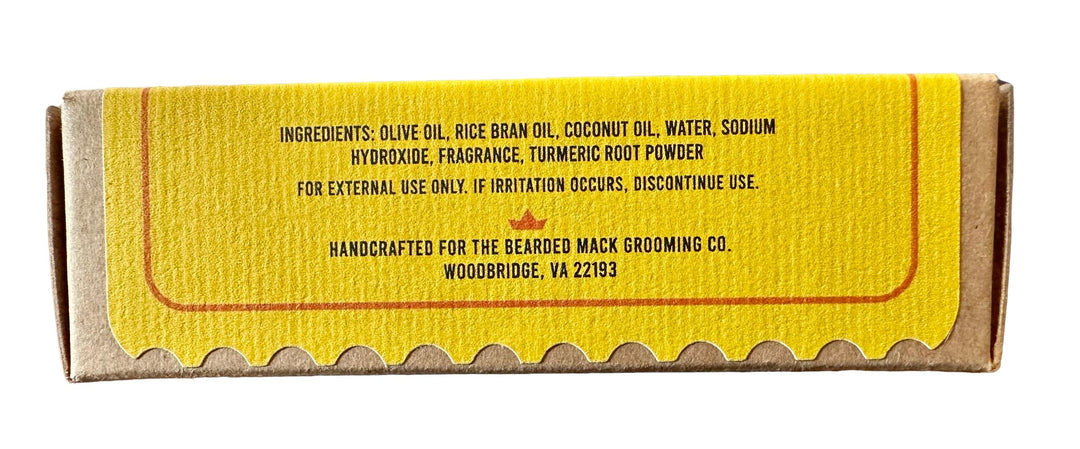 INGREDIENTS: OLIVE OIL, RICE BRAN OIL, COCONUT OIL, WATER, SODIUM
HYDROXIDE, FRAGRANCE, TURMERIC ROOT POWDER
FOR EXTERNAL USE ONLY. IF IRRITATION OCCURS, DISCONTINUE USE.
HANDCRAFTED FOR THE BEARDED MACK GROOMING CO.
WOODBRIDGE, VA 22193